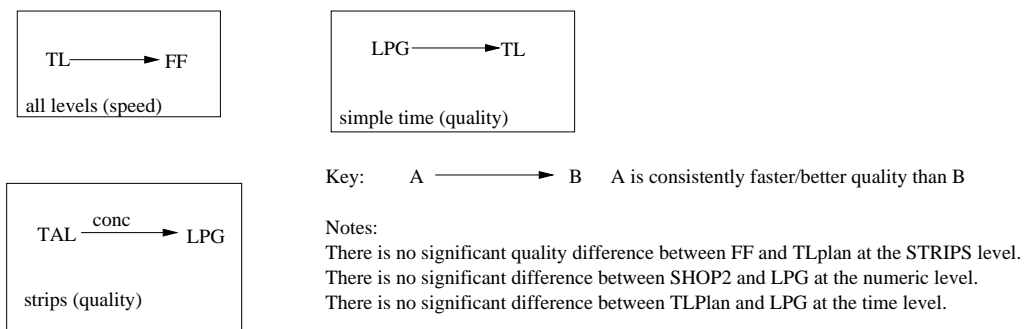 TL FF
all levels (speed)
LPG TL
simple time (quality)
Key: A B A is consistently faster/better quality than B
conc
TAL LPG
strips (quality)
Notes:
There is no significant quality difference between FF and TLplan at the STRIPS level.
There is no significant difference between SHOP2 and LPG at the numeric level.
There is no significant difference between TLPlan and LPG at the time level.